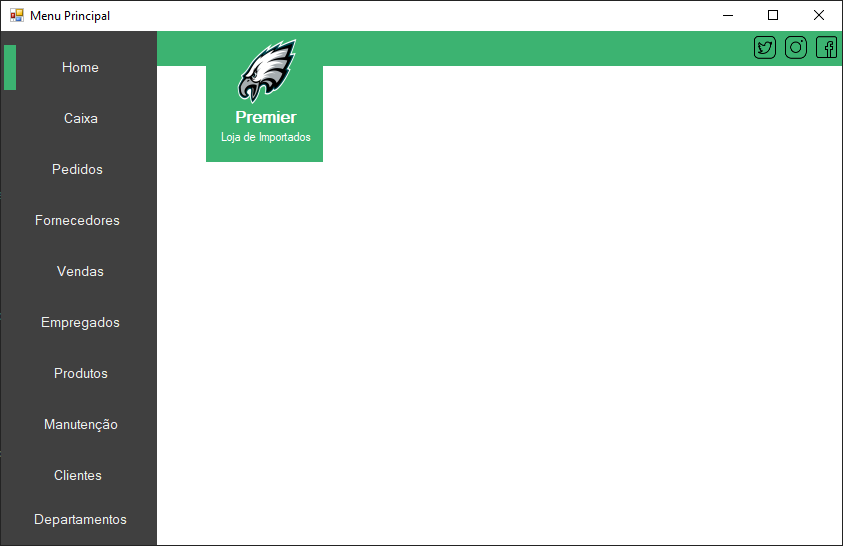 Menu Principal
Home
Caixa
Pedidos
Fornecedores
Vendas
Empregados
Produtos
Manutenção
Clientes
Departamentos
Premier
Loja de Importados